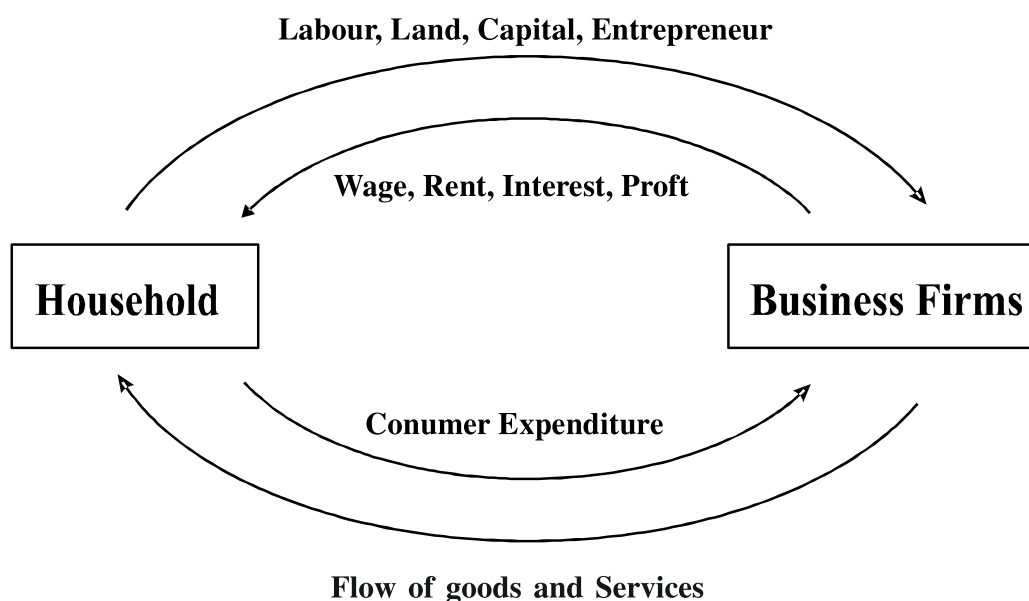 Labour, Land, Capital, Entrepreneur
Wage, Rent, Interest, Proft
Household
Business Firms
Conumer Expenditure
Flow of goods and Services